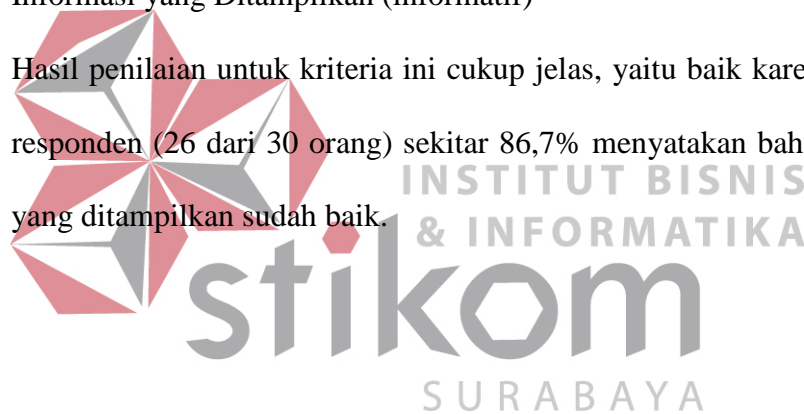 Informasi yang Ditampilkan (informatif)
Hasil penilaian untuk kriteria ini cukup jelas, yaitu baik kare
responden (26 dari 30 orang) sekitar 86,7% menyatakan bah
INSTITUT BISNIS
yang ditampilkan sudah baik.
& INFORMATIKA
stikom
SURABAYA